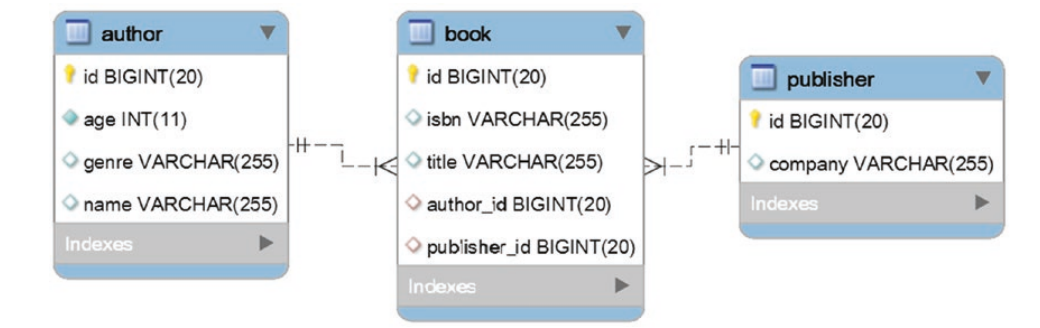 author
id BIGINT(20)
age INT(11)
genre VARCHAR(255)
name VARCHAR(255)
Indexes
book
id BIGINT(20)
isbn VARCHAR(255)
title VARCHAR(255)
author_id BIGINT(20)
publisher_id BIGINT(20)
Indexes
publisher
id BIGINT(20)
company VARCHAR(255)
Indexes